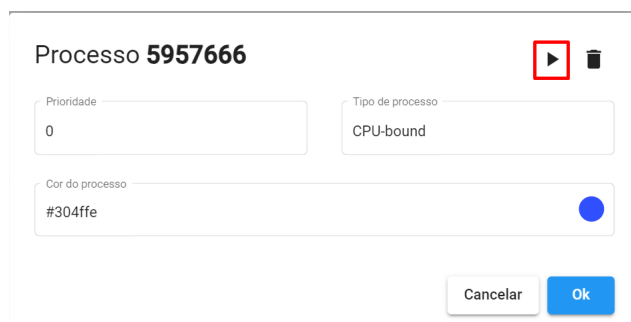 Processo 5957666
Prioridade
0
Tipo de processo
CPU-bound
Cor do processo
#304ffe
Cancelar
Ok